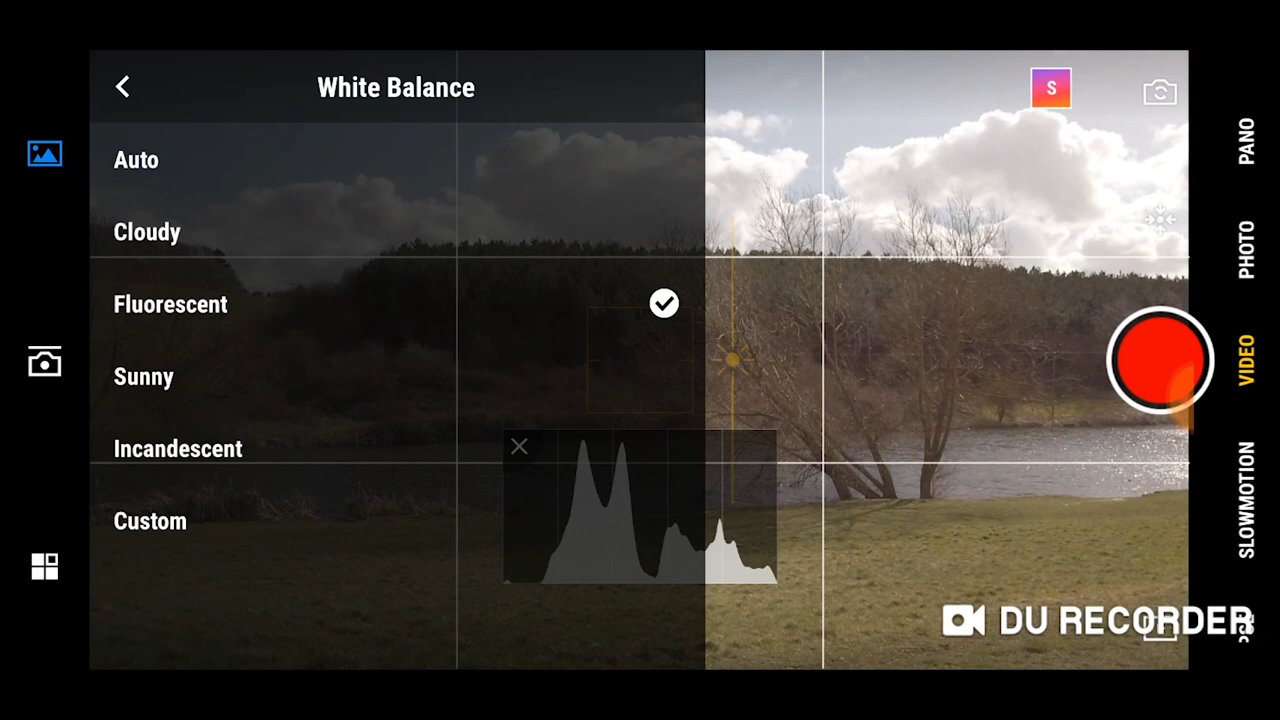 White Balance
S
Auto
Cloudy
Fluorescent
Sunny
Incandescent
Custom
PANO
PHOTO
VIDEO
SLOWMOTION
DU RECORDER